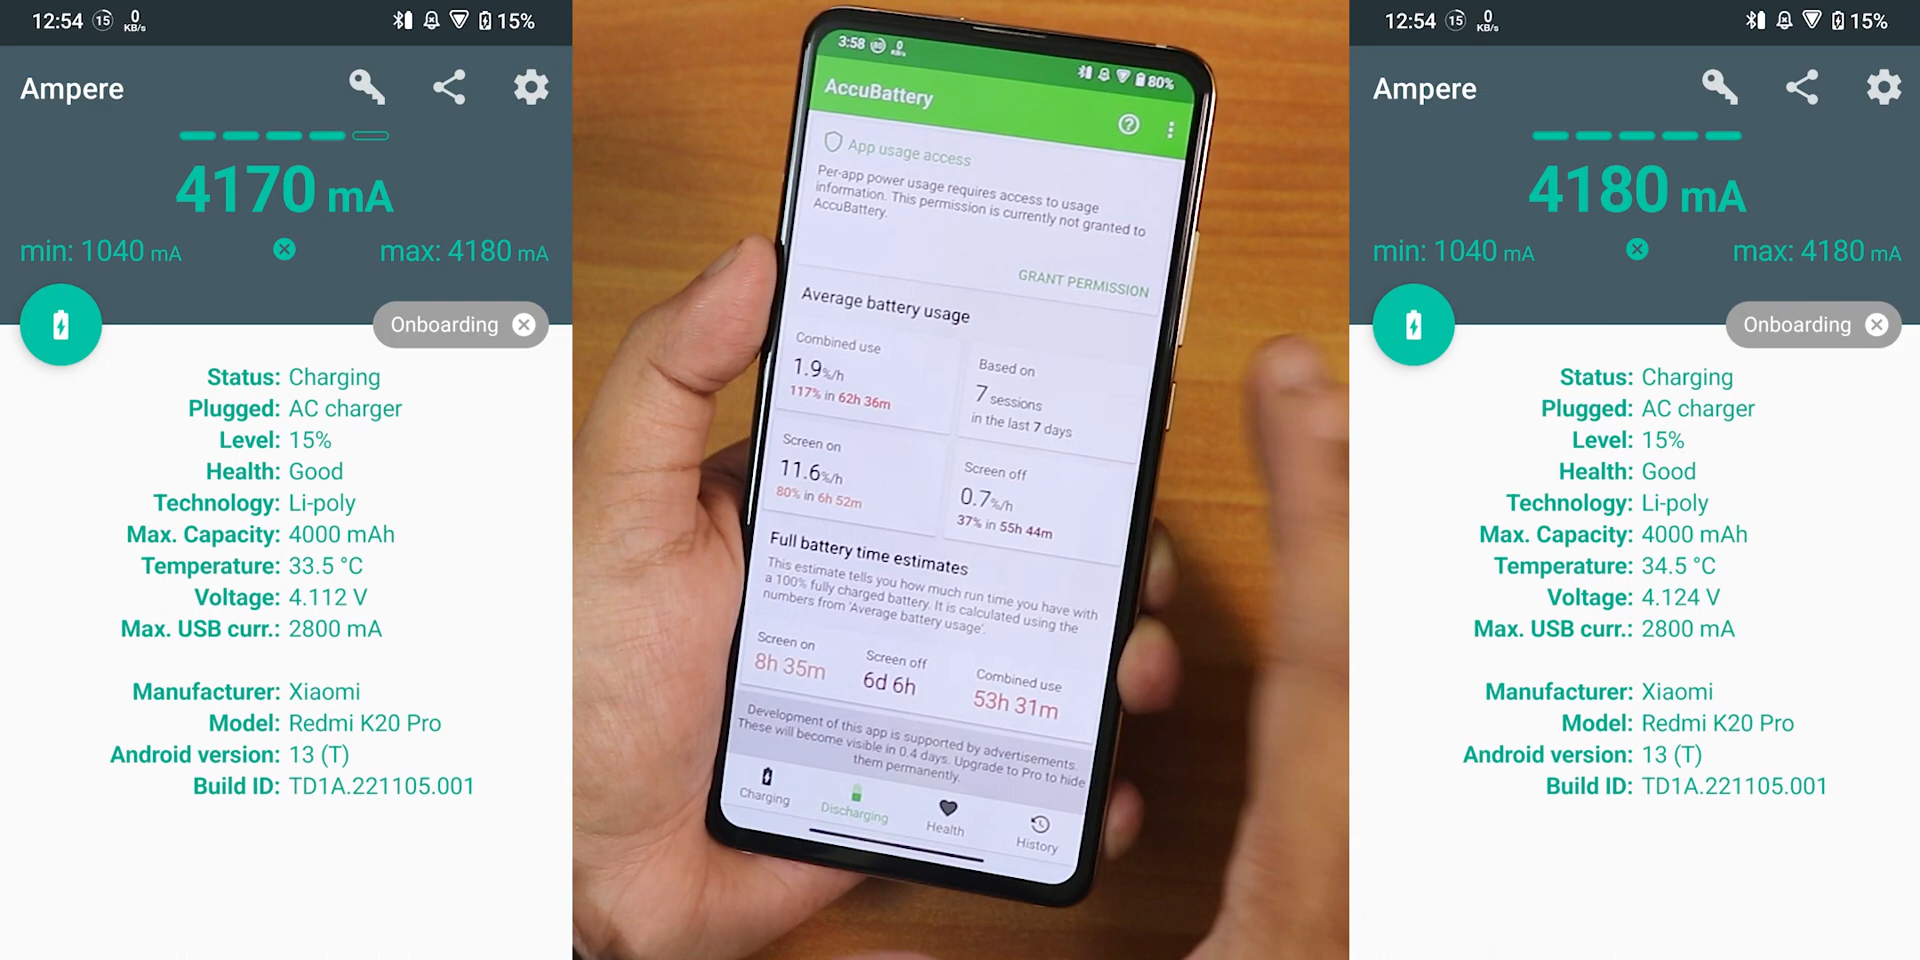 12:54 15 0 KB/s 15%
Ampere
4170 mA
min: 1040 mA max: 4180 mA
Onboarding
Status: Charging
Plugged: AC charger
Level: 15%
Health: Good
Technology: Li-poly
Max. Capacity: 4000 mAh
Temperature: 33.5 °C
Voltage: 4.112 V
Max. USB curr.: 2800 mA
Manufacturer: Xiaomi
Model: Redmi K20 Pro
Android version: 13 (T)
Build ID: TD1A.221105.001
3:58 80 0 KB/s 80%
AccuBattery
App usage access
Per-app power usage requires access to usage
information. This permission is currently not granted to
AccuBattery.
GRANT PERMISSION
Average battery usage
Combined use
1.9%/h
117% in 62h 36m
Based on
7 sessions
in the last 7 days
Screen on
11.6%/h
80% in 6h 52m
Screen off
0.7%/h
37% in 55h 44m
Full battery time estimates
This estimate tells you how much run time you have with
a 100% fully charged battery. It is calculated using the
numbers from 'Average battery usage'.
Screen on
8h 35m
Screen off
6d 6h
Combined use
53h 31m
Development of this app is supported by advertisements.
These will become visible in 0.4 days. Upgrade to Pro to hide
them permanently.
Charging
Discharging
Health
History
12:54 15 0 KB/s 15%
Ampere
4180 mA
min: 1040 mA max: 4180 mA
Onboarding
Status: Charging
Plugged: AC charger
Level: 15%
Health: Good
Technology: Li-poly
Max. Capacity: 4000 mAh
Temperature: 34.5 °C
Voltage: 4.124 V
Max. USB curr.: 2800 mA
Manufacturer: Xiaomi
Model: Redmi K20 Pro
Android version: 13 (T)
Build ID: TD1A.221105.001